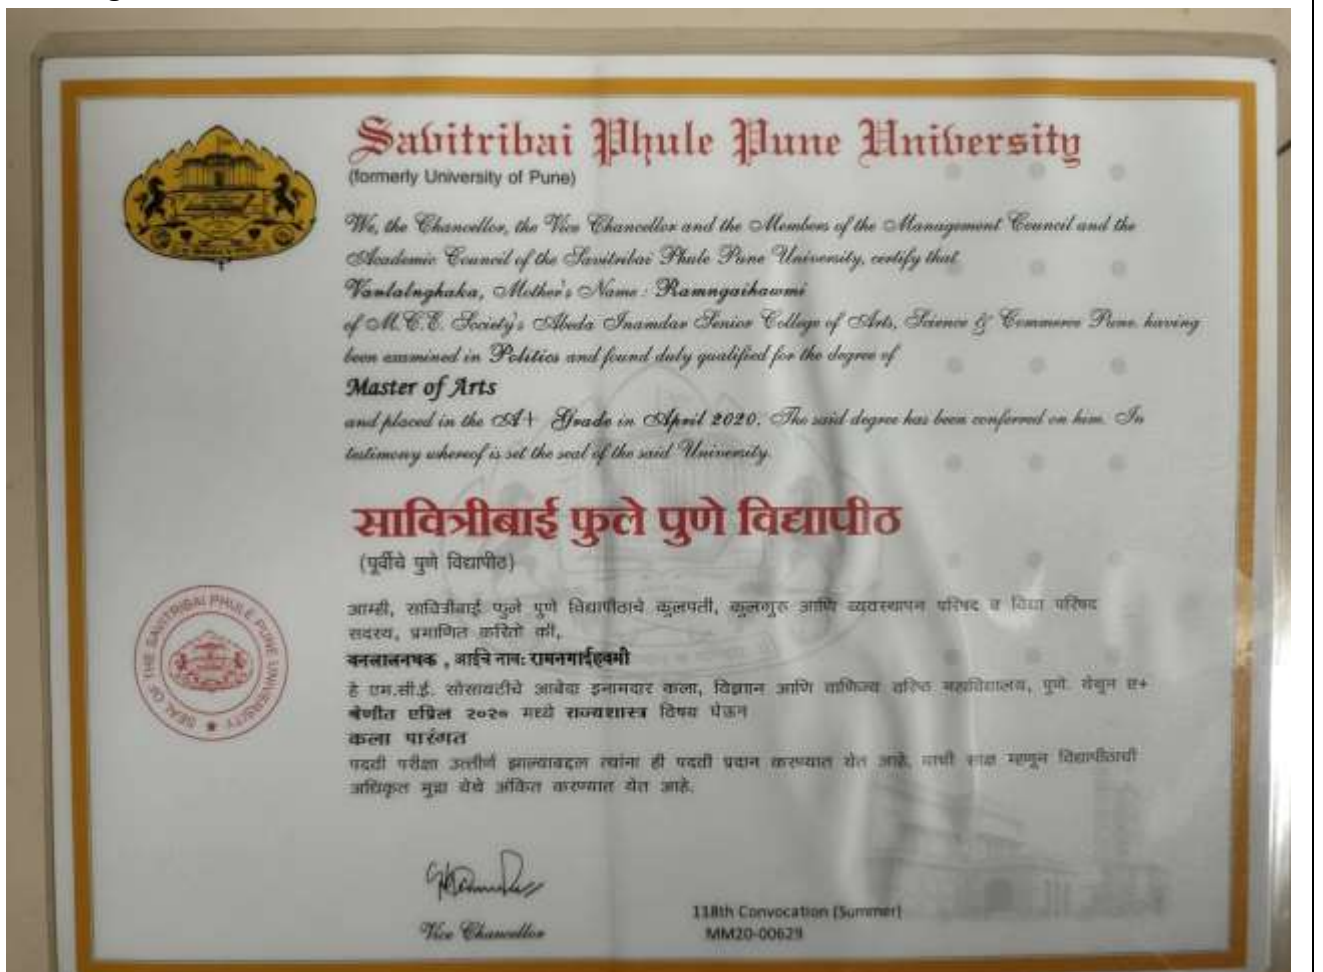 Savitribai Phule Pune University
(formerly University of Pune)
We, the Chancellor, the Vice Chancellor and the Members of the Management Council and the
Academic Council of the Savitribai Phule Pune University, certify that
Vanlalnghaka, Mother's Name : Ramngaihawmi
of M.C.E. Society's Abeda Inamdar Senior College of Arts, Science & Commerce Pune. having
been examined in Politics and found duly qualified for the degree of
Master of Arts
and placed in the A+ Grade in April 2020. The said degree has been conferred on him. In
testimony whereof is set the seal of the said University.
सावित्रीबाई फुले पुणे विद्यापीठ
(पूर्वीचे पुणे विद्यापीठ)
आम्ही, सावित्रीबाई फुले पुणे विद्यापीठाचे कुलपती, कुलगुरु आणि व्यवस्थापन परिषद व विद्या परिषद
सदस्य, प्रमाणित करितो की,
वनलालनघक , आईचे नाव: रामनगाईहवमी
हे एम.सी.ई. सोसायटीचे आबेदा इनामदार कला, विज्ञान आणि वाणिज्य वरिष्ठ महाविद्यालय, पुणे. येथून ए+
श्रेणीत एप्रिल २०२० मध्ये राज्यशास्त्र विषय घेऊन
कला पारंगत
पदवी परीक्षा उत्तीर्ण झाल्याबद्दल त्यांना ही पदवी प्रदान करण्यात येत आहे. याची साक्ष म्हणून विद्यापीठाची
अधिकृत मुद्रा येथे अंकित करण्यात येत आहे.
SEAL OF THE SAVITRIBAI PHULE PUNE UNIVERSITY
Vice Chancellor
118th Convocation (Summer)
MM20-00629